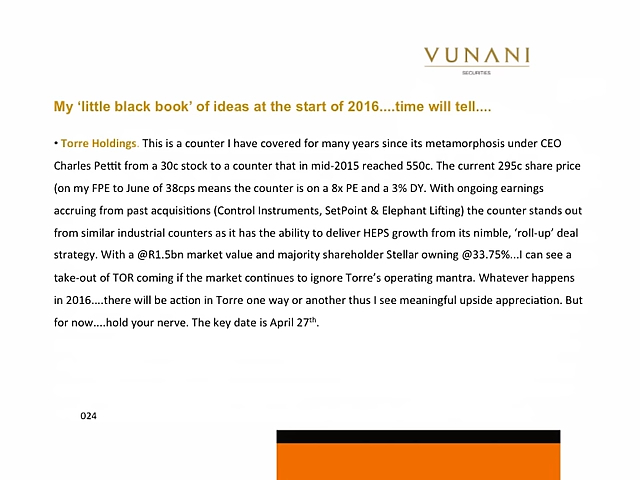 VUNANI
SECURITIES
My ‘little black book’ of ideas at the start of 2016....time will tell....
• Torre Holdings. This is a counter I have covered for many years since its metamorphosis under CEO
Charles Pettit from a 30c stock to a counter that in mid-2015 reached 550c. The current 295c share price
(on my FPE to June of 38cps means the counter is on a 8x PE and a 3% DY. With ongoing earnings
accruing from past acquisitions (Control Instruments, SetPoint & Elephant Lifting) the counter stands out
from similar industrial counters as it has the ability to deliver HEPS growth from its nimble, ‘roll-up’ deal
strategy. With a @R1.5bn market value and majority shareholder Stellar owning @33.75%...I can see a
take-out of TOR coming if the market continues to ignore Torre’s operating mantra. Whatever happens
in 2016....there will be action in Torre one way or another thus I see meaningful upside appreciation. But
for now....hold your nerve. The key date is April 27th.
024